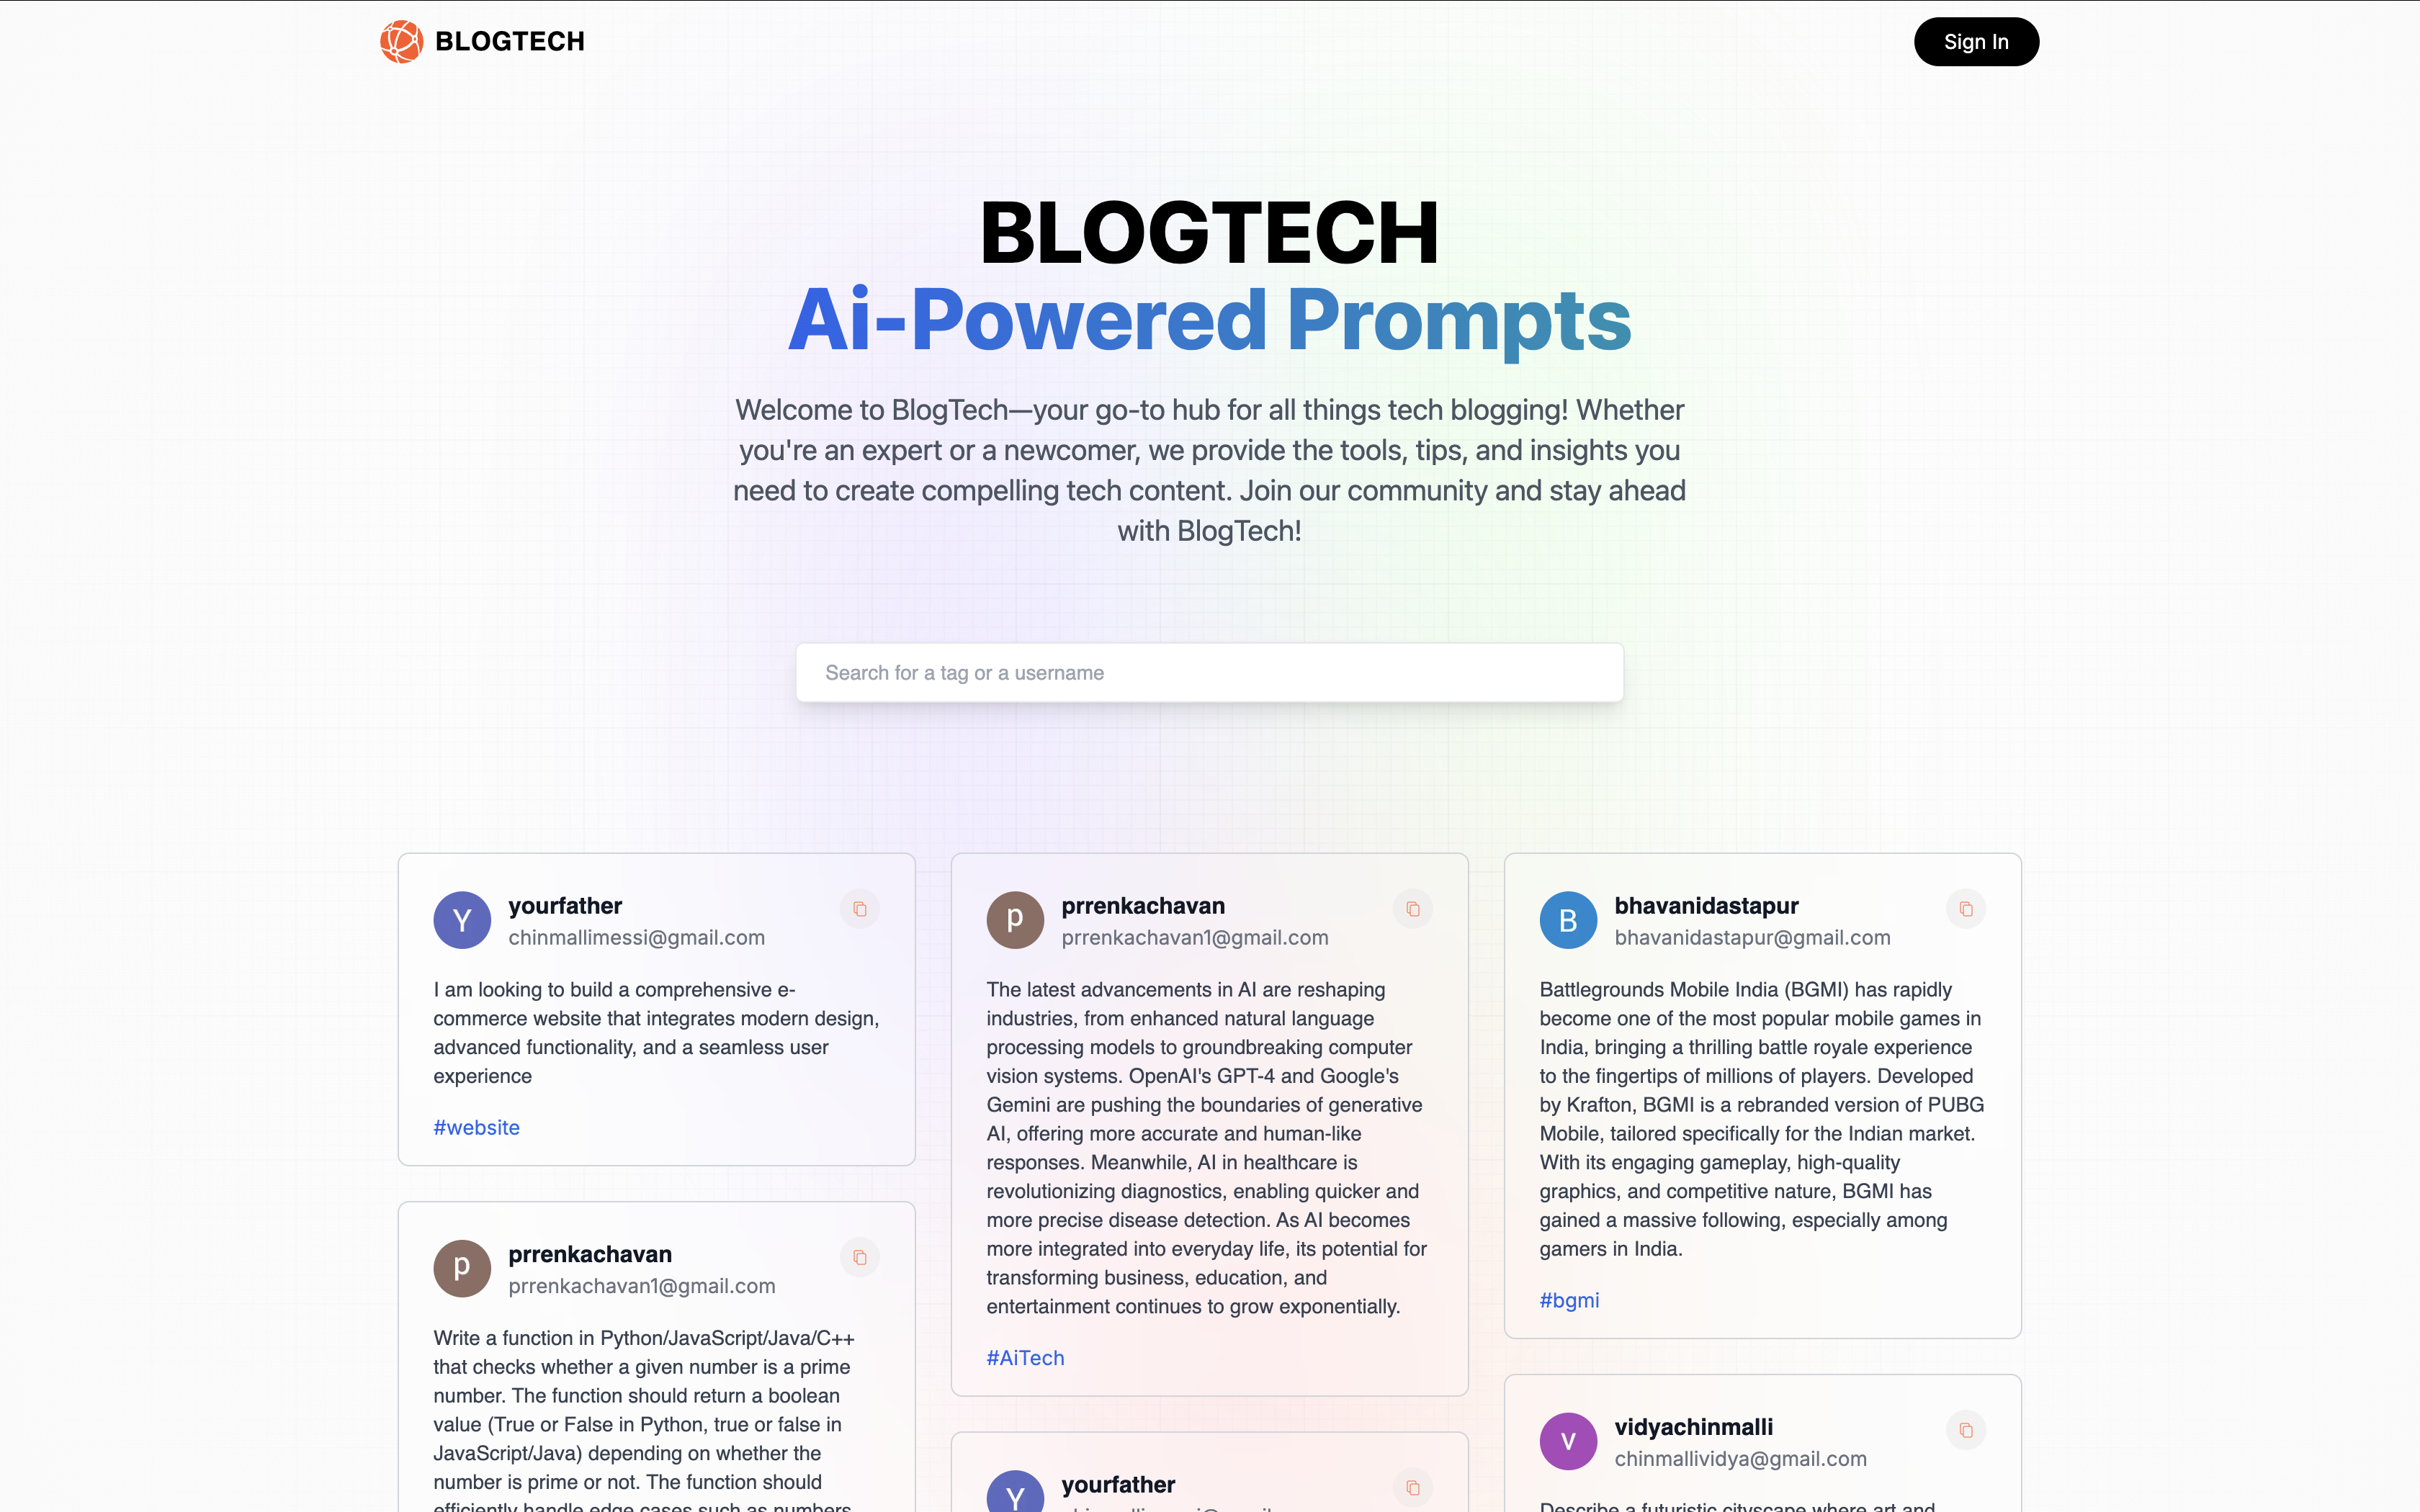 BLOGTECH
Sign In
BLOGTECH
Ai-Powered Prompts
Welcome to BlogTech—your go-to hub for all things tech blogging! Whether
you're an expert or a newcomer, we provide the tools, tips, and insights you
need to create compelling tech content. Join our community and stay ahead
with BlogTech!
Search for a tag or a username
Y
yourfather
chinmallimessi@gmail.com
I am looking to build a comprehensive e-
commerce website that integrates modern design,
advanced functionality, and a seamless user
experience
#website
p
prrenkachavan
prrenkachavan1@gmail.com
Write a function in Python/JavaScript/Java/C++
that checks whether a given number is a prime
number. The function should return a boolean
value (True or False in Python, true or false in
JavaScript/Java) depending on whether the
number is prime or not. The function should
efficiently handle edge cases such as numbers
p
prrenkachavan
prrenkachavan1@gmail.com
The latest advancements in AI are reshaping
industries, from enhanced natural language
processing models to groundbreaking computer
vision systems. OpenAI's GPT-4 and Google's
Gemini are pushing the boundaries of generative
AI, offering more accurate and human-like
responses. Meanwhile, AI in healthcare is
revolutionizing diagnostics, enabling quicker and
more precise disease detection. As AI becomes
more integrated into everyday life, its potential for
transforming business, education, and
entertainment continues to grow exponentially.
#AiTech
Y
yourfather
B
bhavanidastapur
bhavanidastapur@gmail.com
Battlegrounds Mobile India (BGMI) has rapidly
become one of the most popular mobile games in
India, bringing a thrilling battle royale experience
to the fingertips of millions of players. Developed
by Krafton, BGMI is a rebranded version of PUBG
Mobile, tailored specifically for the Indian market.
With its engaging gameplay, high-quality
graphics, and competitive nature, BGMI has
gained a massive following, especially among
gamers in India.
#bgmi
v
vidyachinmalli
chinmallividya@gmail.com
Describe a futuristic cityscape where art and